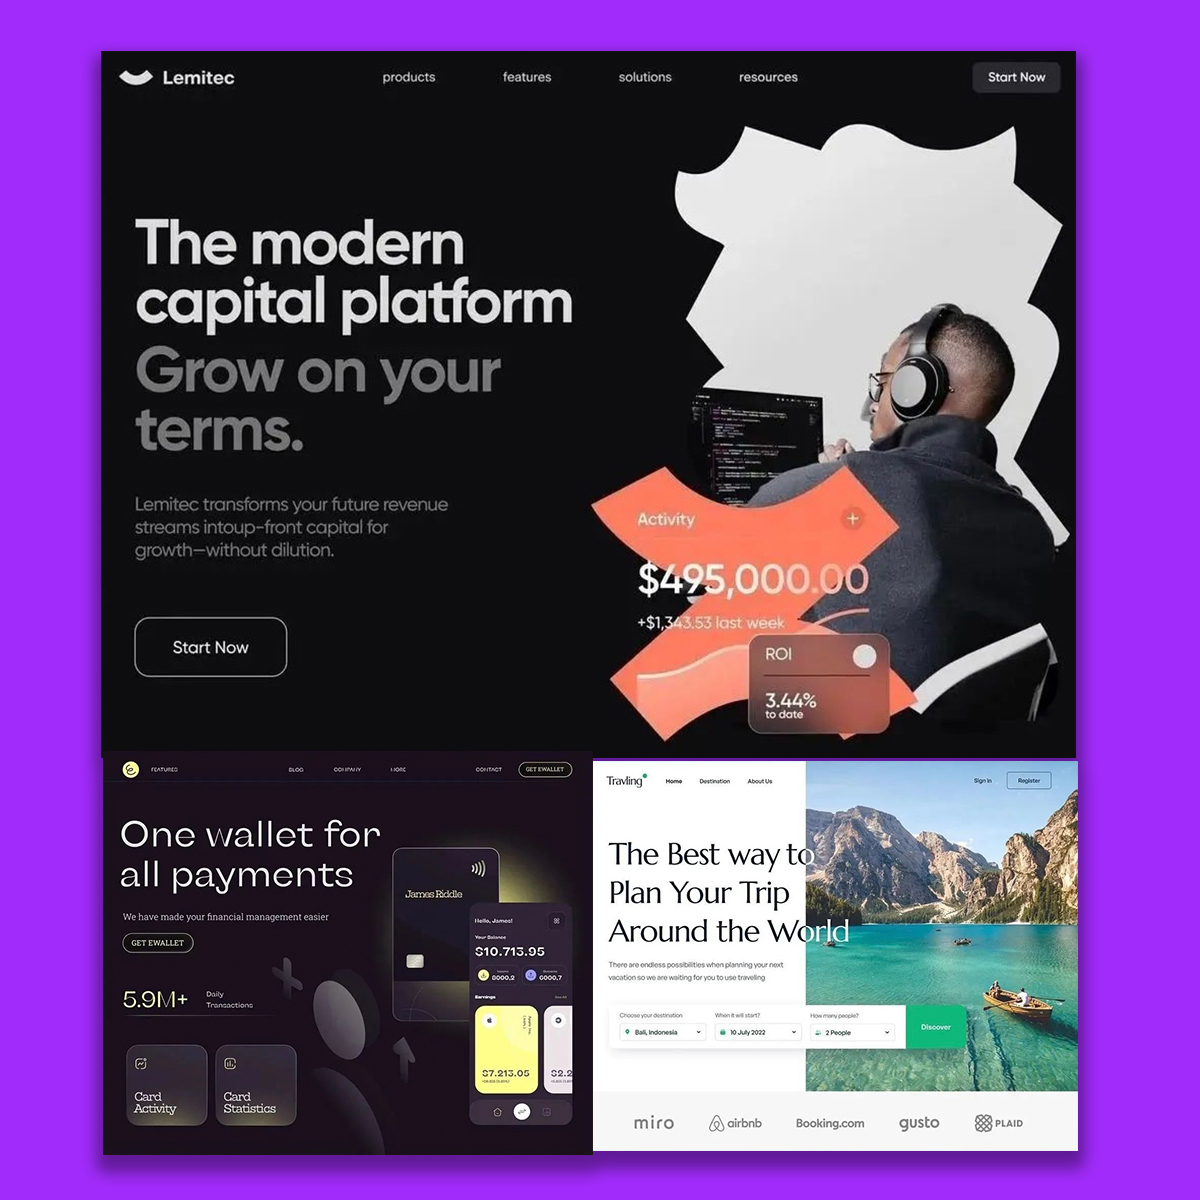 Lemitec
products
features
solutions
resources
Start Now
The modern
capital platform
Grow on your
terms.
Lemitec transforms your future revenue
streams intoup-front capital for
growth—without dilution.
Start Now
Activity
+
$495,000.00
+$1,343.53 last week
ROI
3.44%
to date
FEATURES
BLOG
COMPANY
MORE
CONTACT
GET EWALLET
One wallet for
all payments
We have made your financial management easier
GET EWALLET
5.9M+
Daily
Transactions
Card
Activity
Card
Statistics
James Riddle
Hello, James!
Your Balance
$10.713.95
8000,2
6000,7
Earnings
See All
$7.213.05
$2.2
Travling
Home
Destination
About Us
Sign In
Register
The Best way to
Plan Your Trip
Around the World
There are endless possibilities when planning your next
vacation so we are waiting for you to use traveling
Choose your destination
Bali, Indonesia
When it will start?
10 July 2022
How many people?
2 People
Discover
miro
airbnb
Booking.com
gusto
PLAID